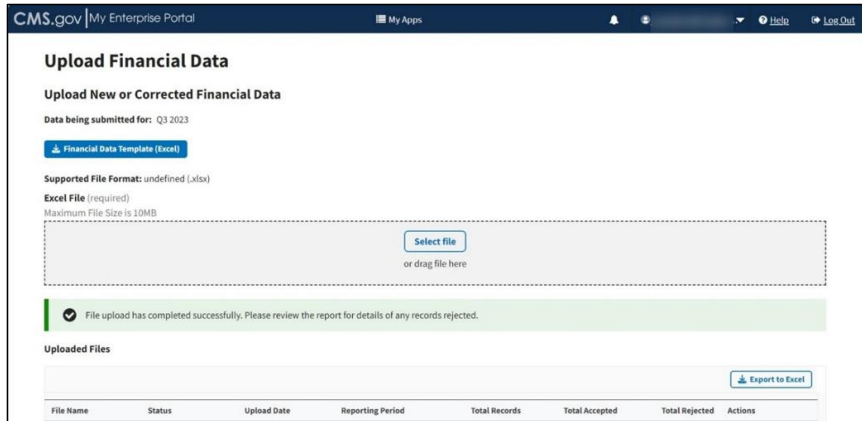 CMS.gov My Enterprise Portal My Apps Help Log Out
Upload Financial Data
Upload New or Corrected Financial Data
Data being submitted for: Q3 2023
Financial Data Template (Excel)
Supported File Format: undefined (.xlsx)
Excel File (required)
Maximum File Size is 10MB
Select file
or drag file here
File upload has completed successfully. Please review the report for details of any records rejected.
Uploaded Files
Export to Excel
File Name Status Upload Date Reporting Period Total Records Total Accepted Total Rejected Actions